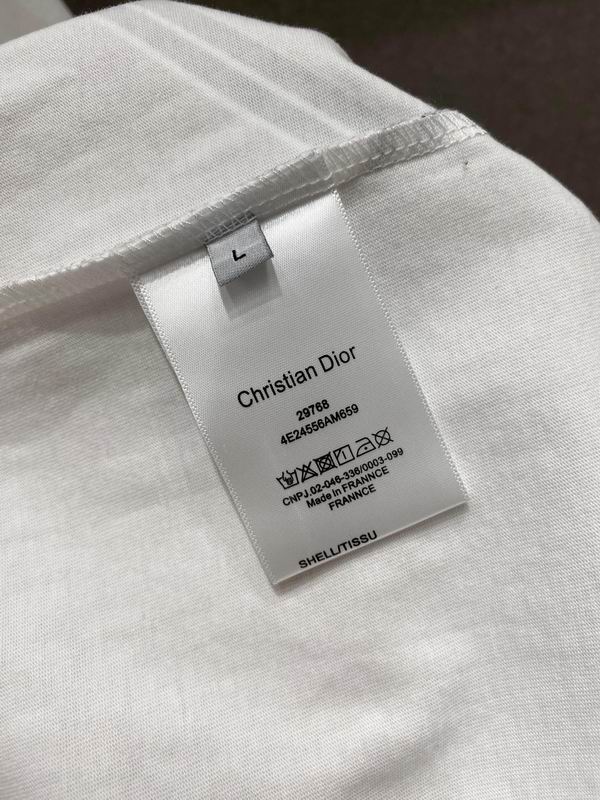 L
Christian Dior
29768
4E24556AM659
CNPJ.02-046-336/0003-099
Made In FRANNCE
FRANNCE
SHELL/TISSU